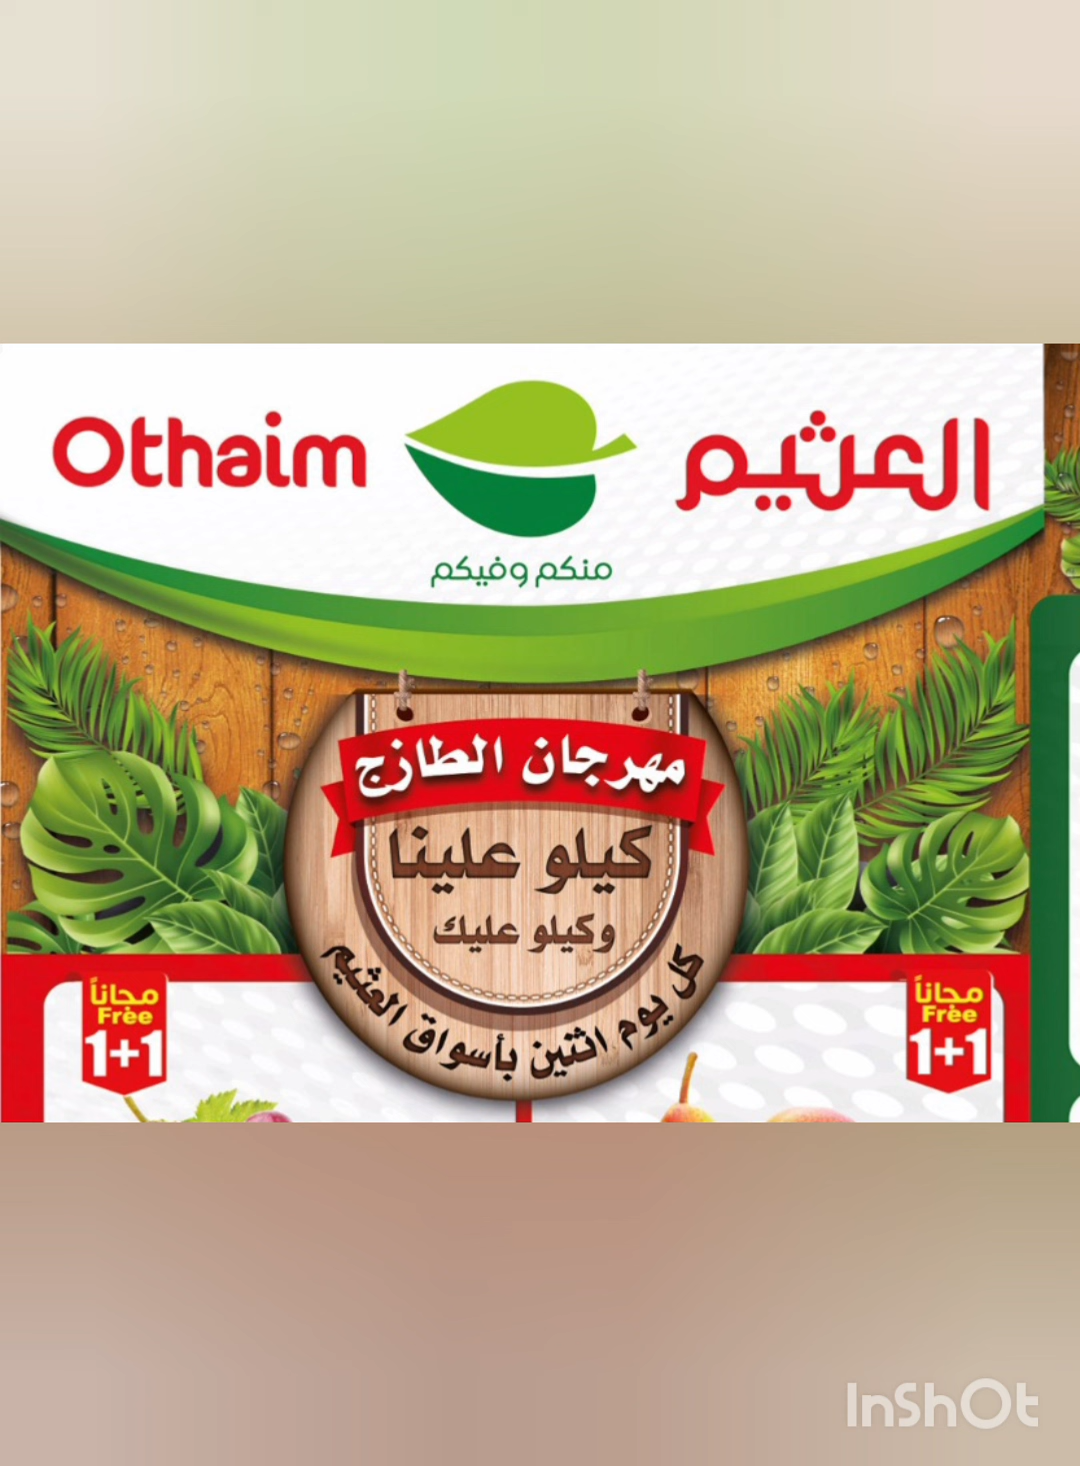 Othaim
العثيم
منكم وفيكم
مهرجان الطازج
كيلو علينا
وكيلو عليك
كل يوم اثنين بأسواق العثيم
مجاناً
Free
1+1
مجاناً
Free
1+1
InShOt